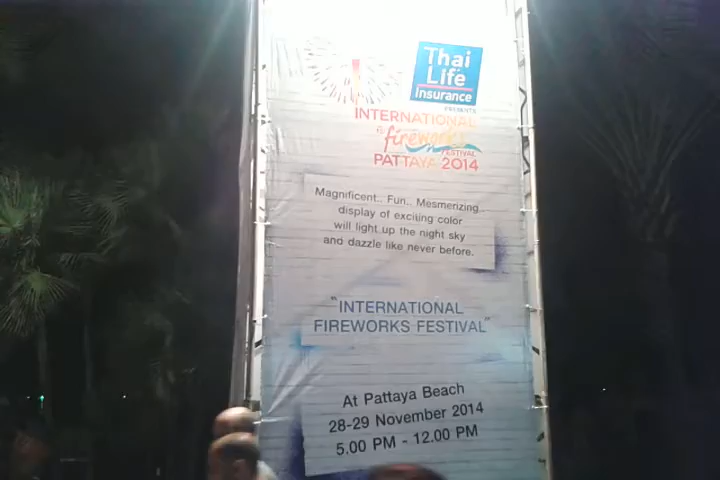 Thai
Life
Insurance
PRESENTS
INTERNATIONAL
fireworks
FESTIVAL
PATTAYA 2014
Magnificent.. Fun.. Mesmerizing
display of exciting color
will light up the night sky
and dazzle like never before.
"INTERNATIONAL
FIREWORKS FESTIVAL"
At Pattaya Beach
28-29 November 2014
5.00 PM - 12.00 PM